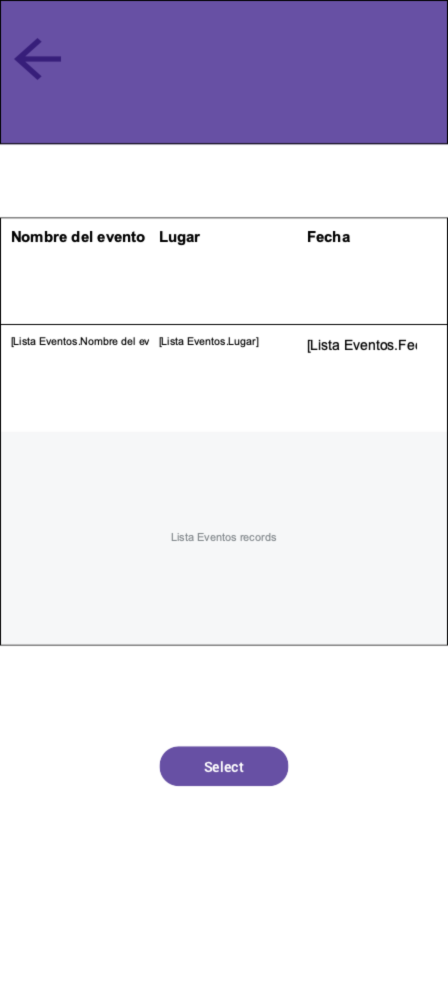 Nombre del evento Lugar Fecha
[Lista Eventos.Nombre del ev [Lista Eventos.Lugar] [Lista Eventos.Fe
Lista Eventos records
Select